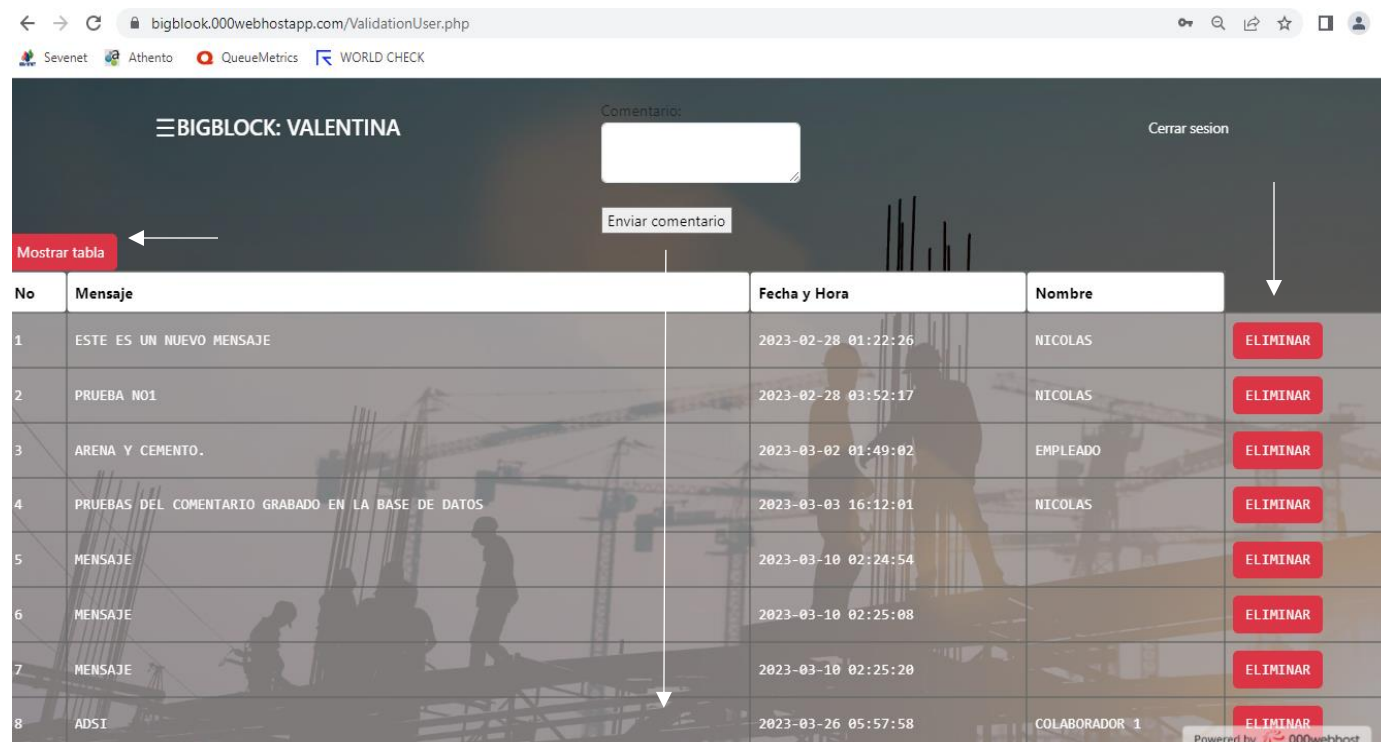 bigblook.000webhostapp.com/ValidationUser.php
Sevenet Athento QueueMetrics WORLD CHECK
☰BIGBLOCK: VALENTINA
Comentario:
Cerrar sesion
Enviar comentario
Mostrar tabla
No Mensaje Fecha y Hora Nombre
1 ESTE ES UN NUEVO MENSAJE 2023-02-28 01:22:26 NICOLAS ELIMINAR
2 PRUEBA NO1 2023-02-28 03:52:17 NICOLAS ELIMINAR
3 ARENA Y CEMENTO. 2023-03-02 01:49:02 EMPLEADO ELIMINAR
4 PRUEBAS DEL COMENTARIO GRABADO EN LA BASE DE DATOS 2023-03-03 16:12:01 NICOLAS ELIMINAR
5 MENSAJE 2023-03-10 02:24:54 ELIMINAR
6 MENSAJE 2023-03-10 02:25:08 ELIMINAR
7 MENSAJE 2023-03-10 02:25:20 ELIMINAR
8 ADSI 2023-03-26 05:57:58 COLABORADOR 1 ELIMINAR
Powered by 000webhost